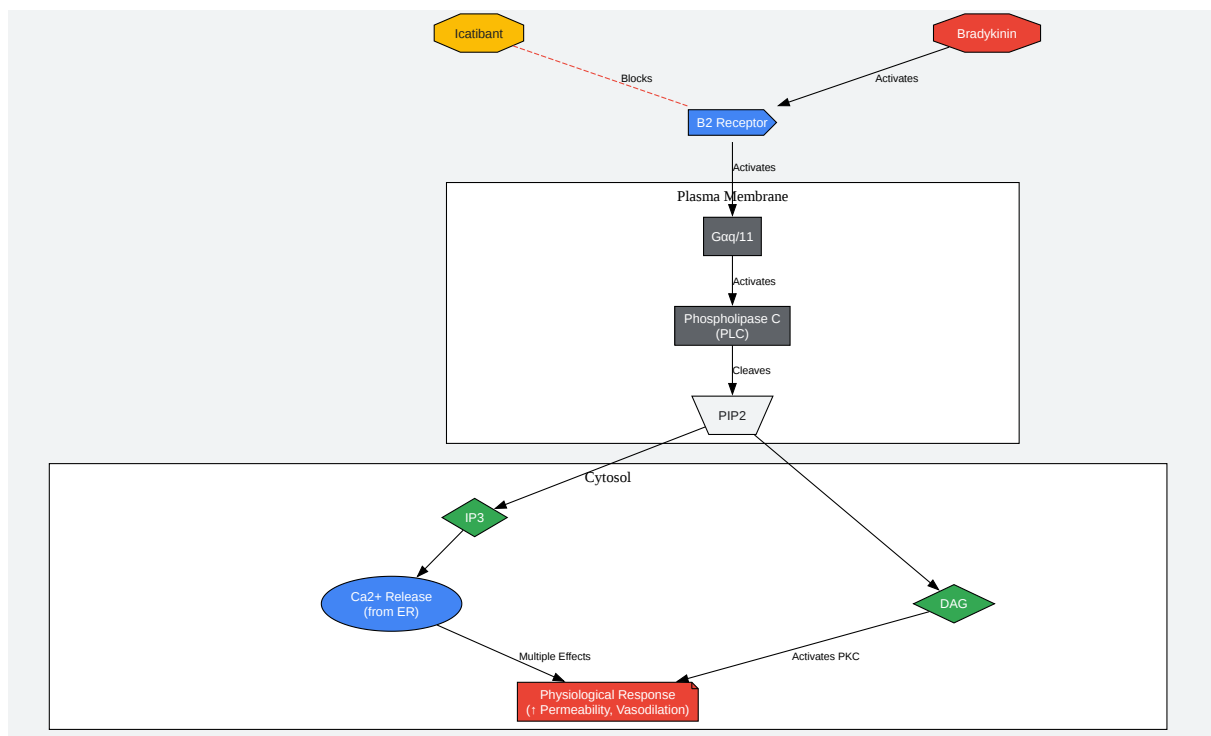 Icatibant
Bradykinin
Blocks
Activates
B2 Receptor
Activates
Plasma Membrane
Gαq/11
Activates
Phospholipase C
(PLC)
Cleaves
PIP2
Cytosol
IP3
Ca2+ Release
(from ER)
DAG
Multiple Effects
Activates PKC
Physiological Response
(↑ Permeability, Vasodilation)